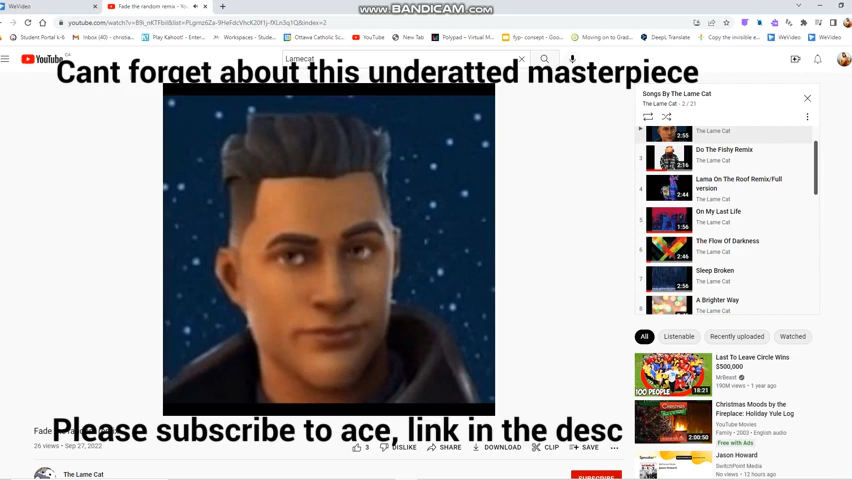 www.BANDICAM.com
WeVideo
Fade the random remix - You
youtube.com/watch?v=B9i_nKTFbiI&list=PLgrnz6Za-9HeFdcVhcK20f1j-fXLn3q1Q&index=2
Student Portal k-6
Inbox - christia...
Play Kahoot! - Ent...
Workspaces - Stude...
Ottawa Catholic Sc...
YouTube
New Tab
Polypad – Virtual M...
fyp- concept - Goo...
Moving on to Grad...
DeepL Translate
Copy the invisible e...
WeVideo
WeVideo
YouTube CA
Lamecat
Cant forget about this underatted masterpiece
Songs By The Lame Cat
The Lame Cat - 2 / 21
2:55
The Lame Cat
3
2:16
Do The Fishy Remix
The Lame Cat
4
2:44
Lama On The Roof Remix/Full
version
The Lame Cat
5
1:56
On My Last Life
The Lame Cat
6
2:46
The Flow Of Darkness
The Lame Cat
7
2:56
Sleep Broken
The Lame Cat
8
A Brighter Way
The Lame Cat
All
Listenable
Recently uploaded
Watched
100 PEOPLE
18:21
Last To Leave Circle Wins
$500,000
MrBeast
190M views • 1 year ago
2:00:50
Christmas Moods by the
Fireplace: Holiday Yule Log
YouTube Movies
Family • 2003 • English audio
Free with Ads
Jason Howard
SwitchPoint Media
No views • 12 hours ago
Please subscribe to ace, link in the desc
Fade the
26 views • Sep 27, 2022
3
DISLIKE
SHARE
DOWNLOAD
CLIP
SAVE
The Lame Cat
SUBSCRIBE